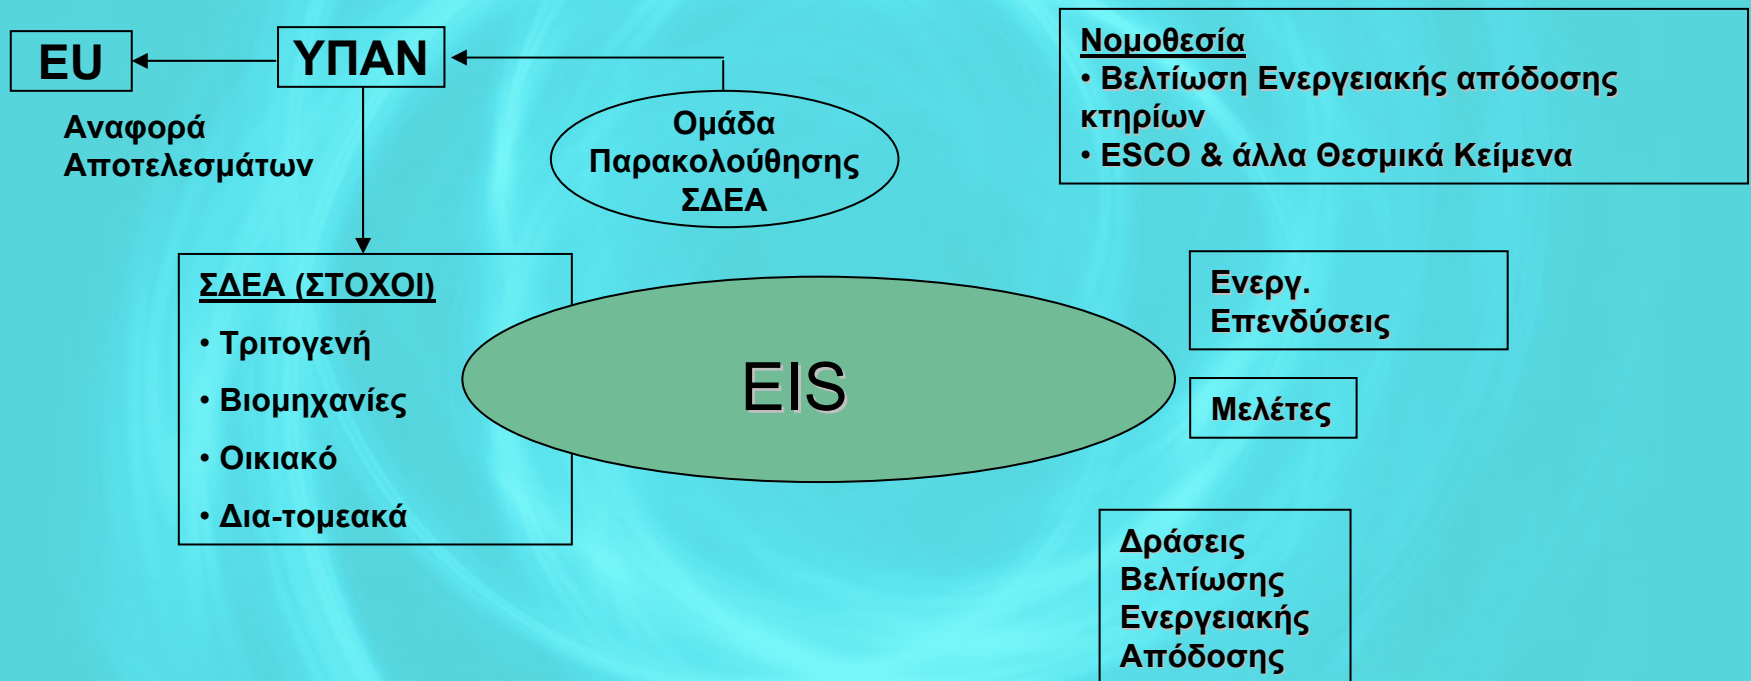 EU
ΥΠΑΝ
Αναφορά
Αποτελεσμάτων
Ομάδα
Παρακολούθησης
ΣΔΕΑ
Νομοθεσία
• Βελτίωση Ενεργειακής απόδοσης
κτηρίων
• ESCO & άλλα Θεσμικά Κείμενα
ΣΔΕΑ (ΣΤΟΧΟΙ)
• Τριτογενή
• Βιομηχανίες
• Οικιακό
• Δια-τομεακά
EIS
Ενεργ.
Επενδύσεις
Μελέτες
Δράσεις
Βελτίωσης
Ενεργειακής
Απόδοσης